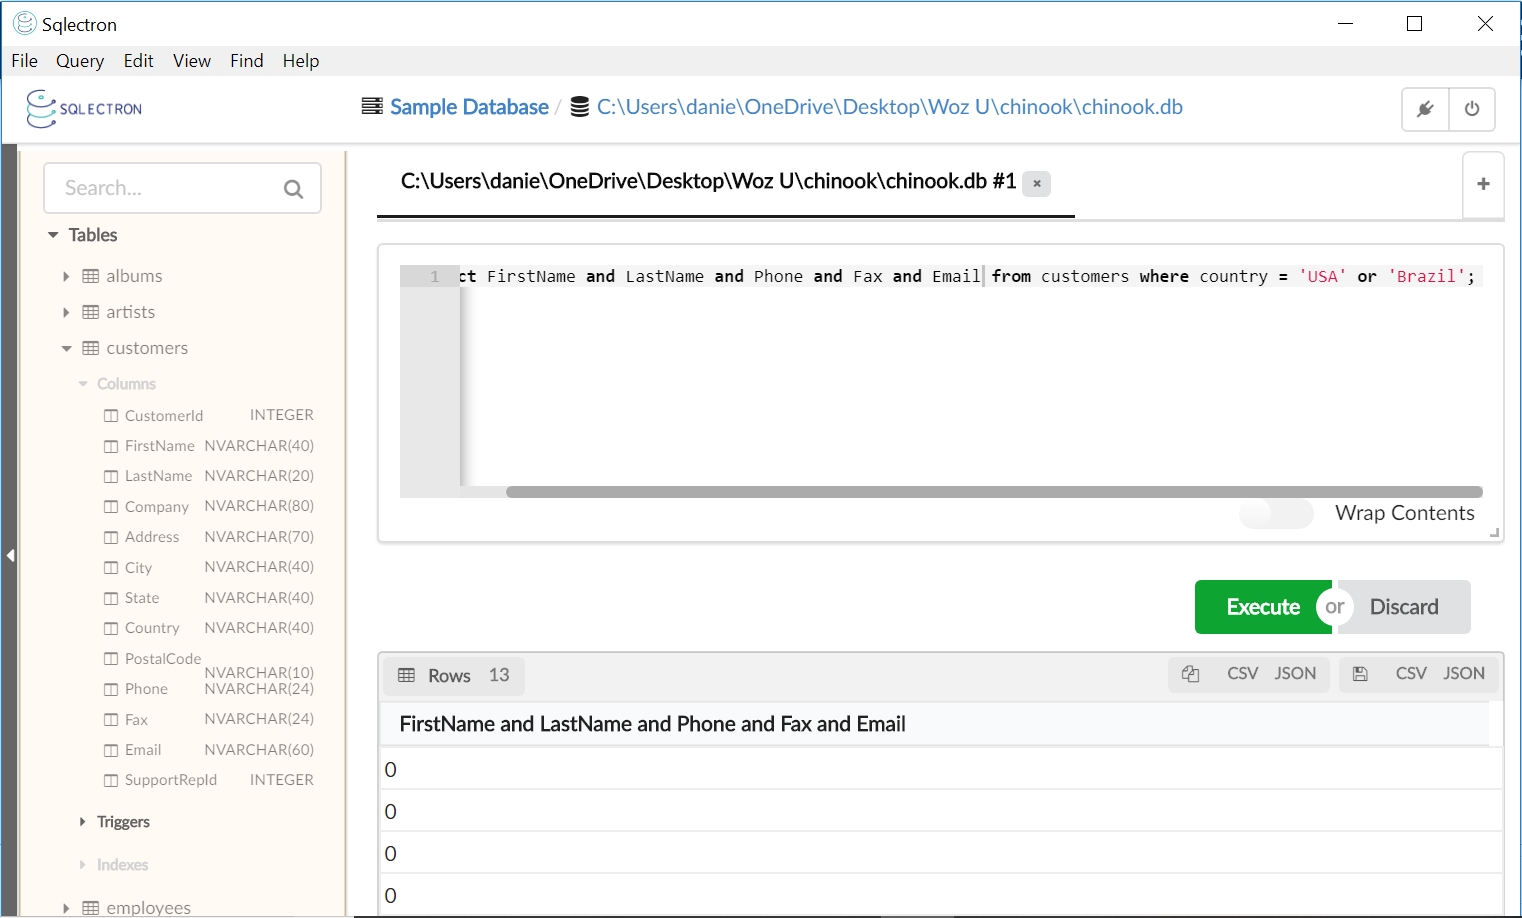 Sqlectron
File Query Edit View Find Help
SQLECTRON
Sample Database / C:\Users\danie\OneDrive\Desktop\Woz U\chinook\chinook.db
Search...
Tables
albums
artists
customers
Columns
CustomerId INTEGER
FirstName NVARCHAR(40)
LastName NVARCHAR(20)
Company NVARCHAR(80)
Address NVARCHAR(70)
City NVARCHAR(40)
State NVARCHAR(40)
Country NVARCHAR(40)
PostalCode NVARCHAR(10)
Phone NVARCHAR(24)
Fax NVARCHAR(24)
Email NVARCHAR(60)
SupportRepId INTEGER
Triggers
Indexes
employees
C:\Users\danie\OneDrive\Desktop\Woz U\chinook\chinook.db #1 ×
+
1 ct FirstName and LastName and Phone and Fax and Email from customers where country = 'USA' or 'Brazil';
Wrap Contents
Execute or Discard
Rows 13 CSV JSON CSV JSON
FirstName and LastName and Phone and Fax and Email
0
0
0
0